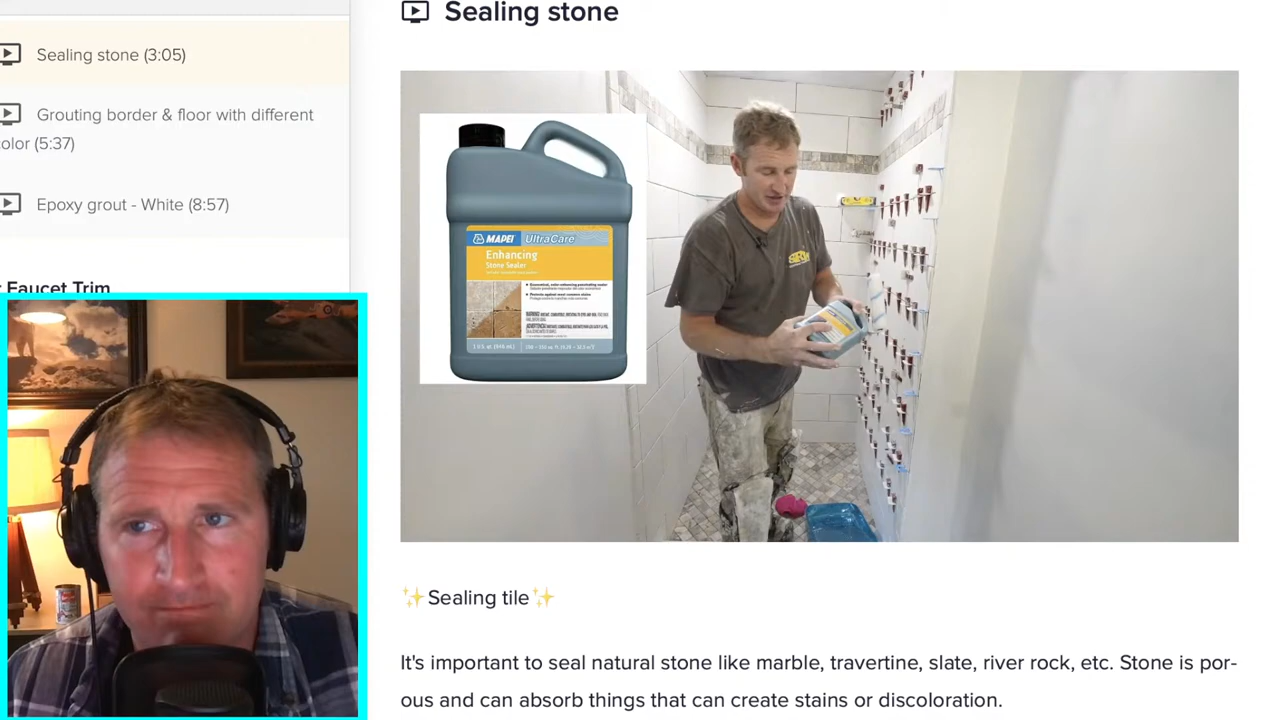 Sealing stone
Sealing stone (3:05)
Grouting border & floor with different
olor (5:37)
Epoxy grout - White (8:57)
Faucet Trim
MAPEI UltraCare
Enhancing
Stone Sealer
STRW
✨Sealing tile✨
It's important to seal natural stone like marble, travertine, slate, river rock, etc. Stone is por-
ous and can absorb things that can create stains or discoloration.